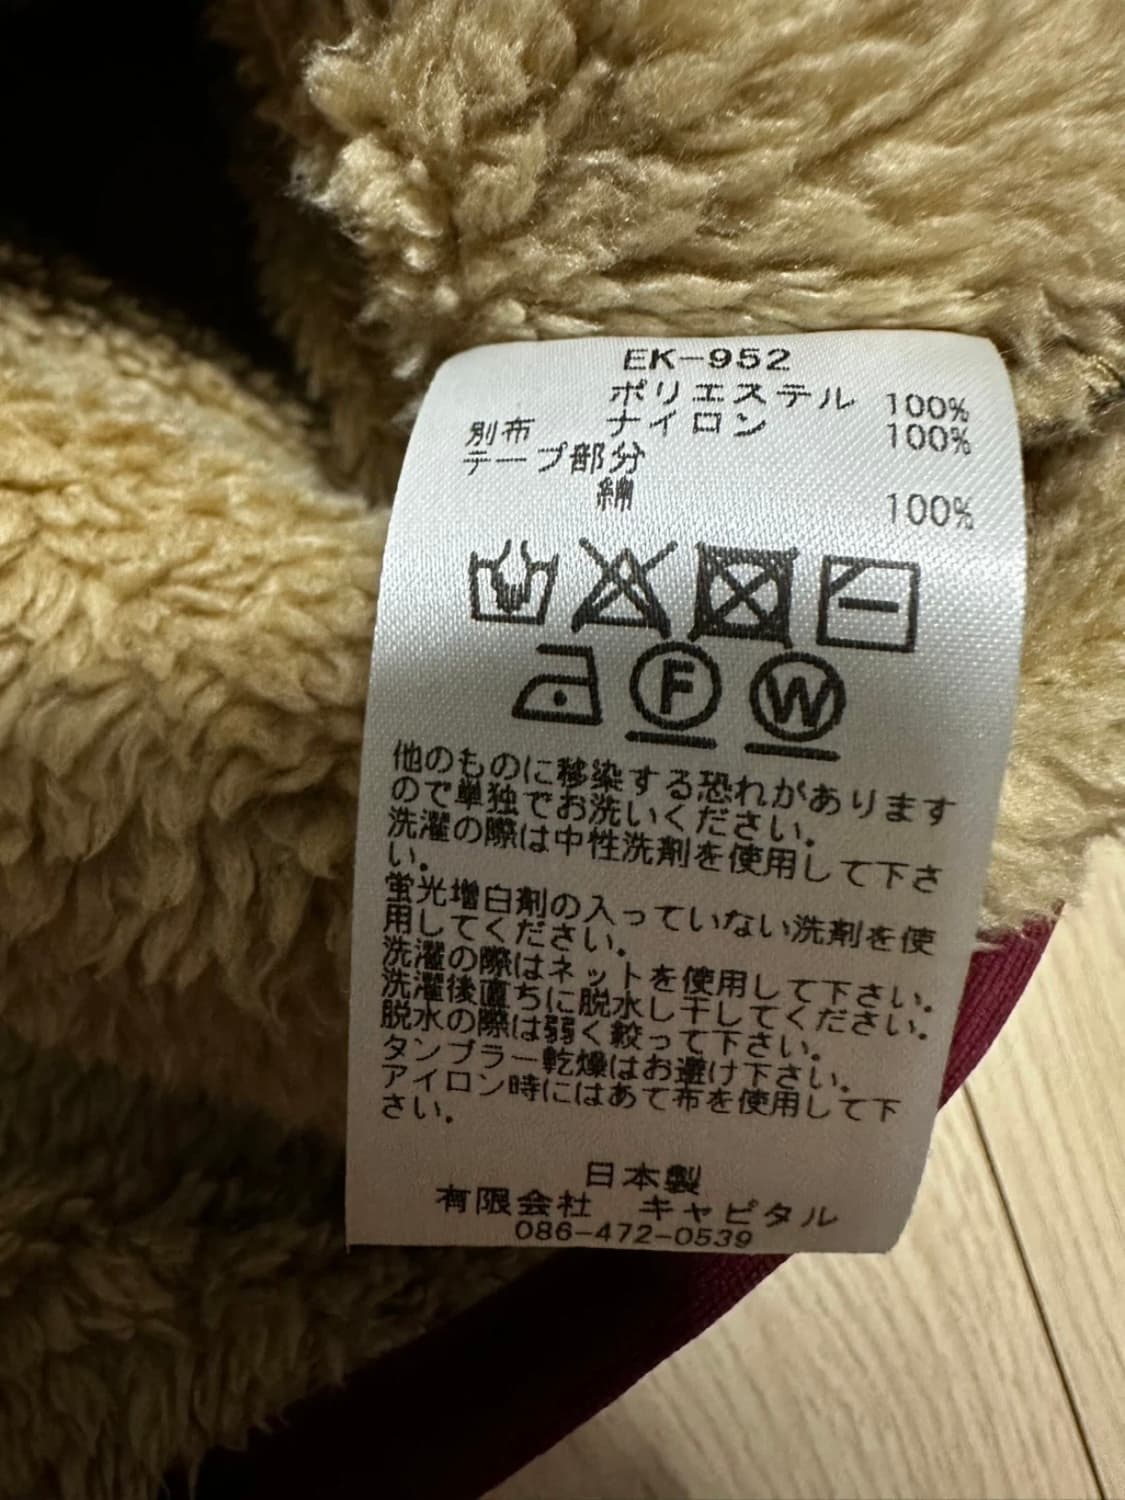 EK-952
ポリエステル 100%
別布 ナイロン 100%
テープ部分
綿 100%
F W
他のものに移染する恐れがあります
ので単独でお洗いください。
洗濯の際は中性洗剤を使用して下さ
い。
蛍光増白剤の入っていない洗剤を使
用してください。
洗濯の際はネットを使用して下さい。
洗濯後直ちに脱水し干してください。
脱水の際は弱く絞って下さい。
タンブラー乾燥はお避け下さい。
アイロン時にはあて布を使用して下
さい。
日本製
有限会社 キャピタル
086-472-0539